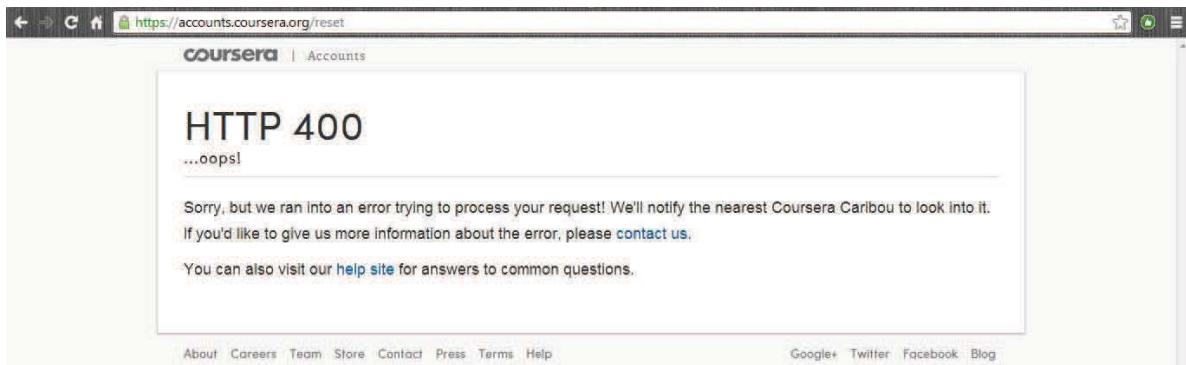 https://accounts.coursera.org/reset
coursera | Accounts
HTTP 400
...oops!
Sorry, but we ran into an error trying to process your request! We'll notify the nearest Coursera Caribou to look into it.
If you'd like to give us more information about the error, please contact us.
You can also visit our help site for answers to common questions.
About Careers Team Store Contact Press Terms Help Google+ Twitter Facebook Blog